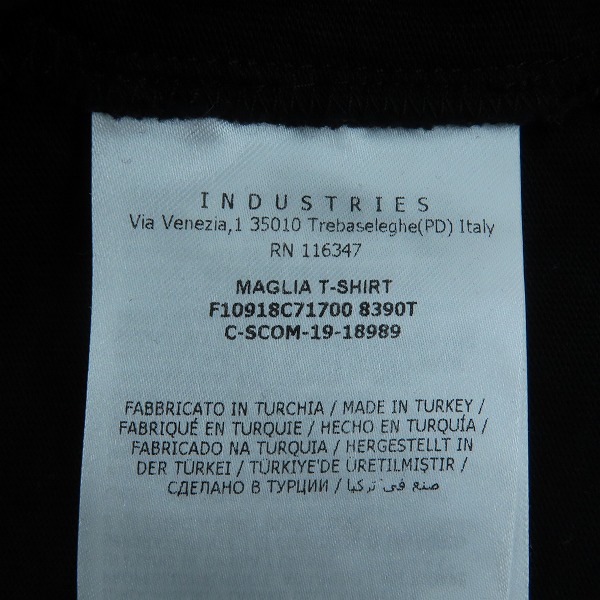 INDUSTRIES
Via Venezia,1 35010 Trebaseleghe(PD) Italy
RN 116347
MAGLIA T-SHIRT
F10918C71700 8390T
C-SCOM-19-18989
FABBRICATO IN TURCHIA / MADE IN TURKEY /
FABRIQUÉ EN TURQUIE / HECHO EN TURQUÍA /
FABRICADO NA TURQUIA / HERGESTELLT IN
DER TÜRKEI / TÜRKIYE'DE ÜRETILMIŞTIR /
СДЕЛАНО В ТУРЦИИ / صنع في تركيا